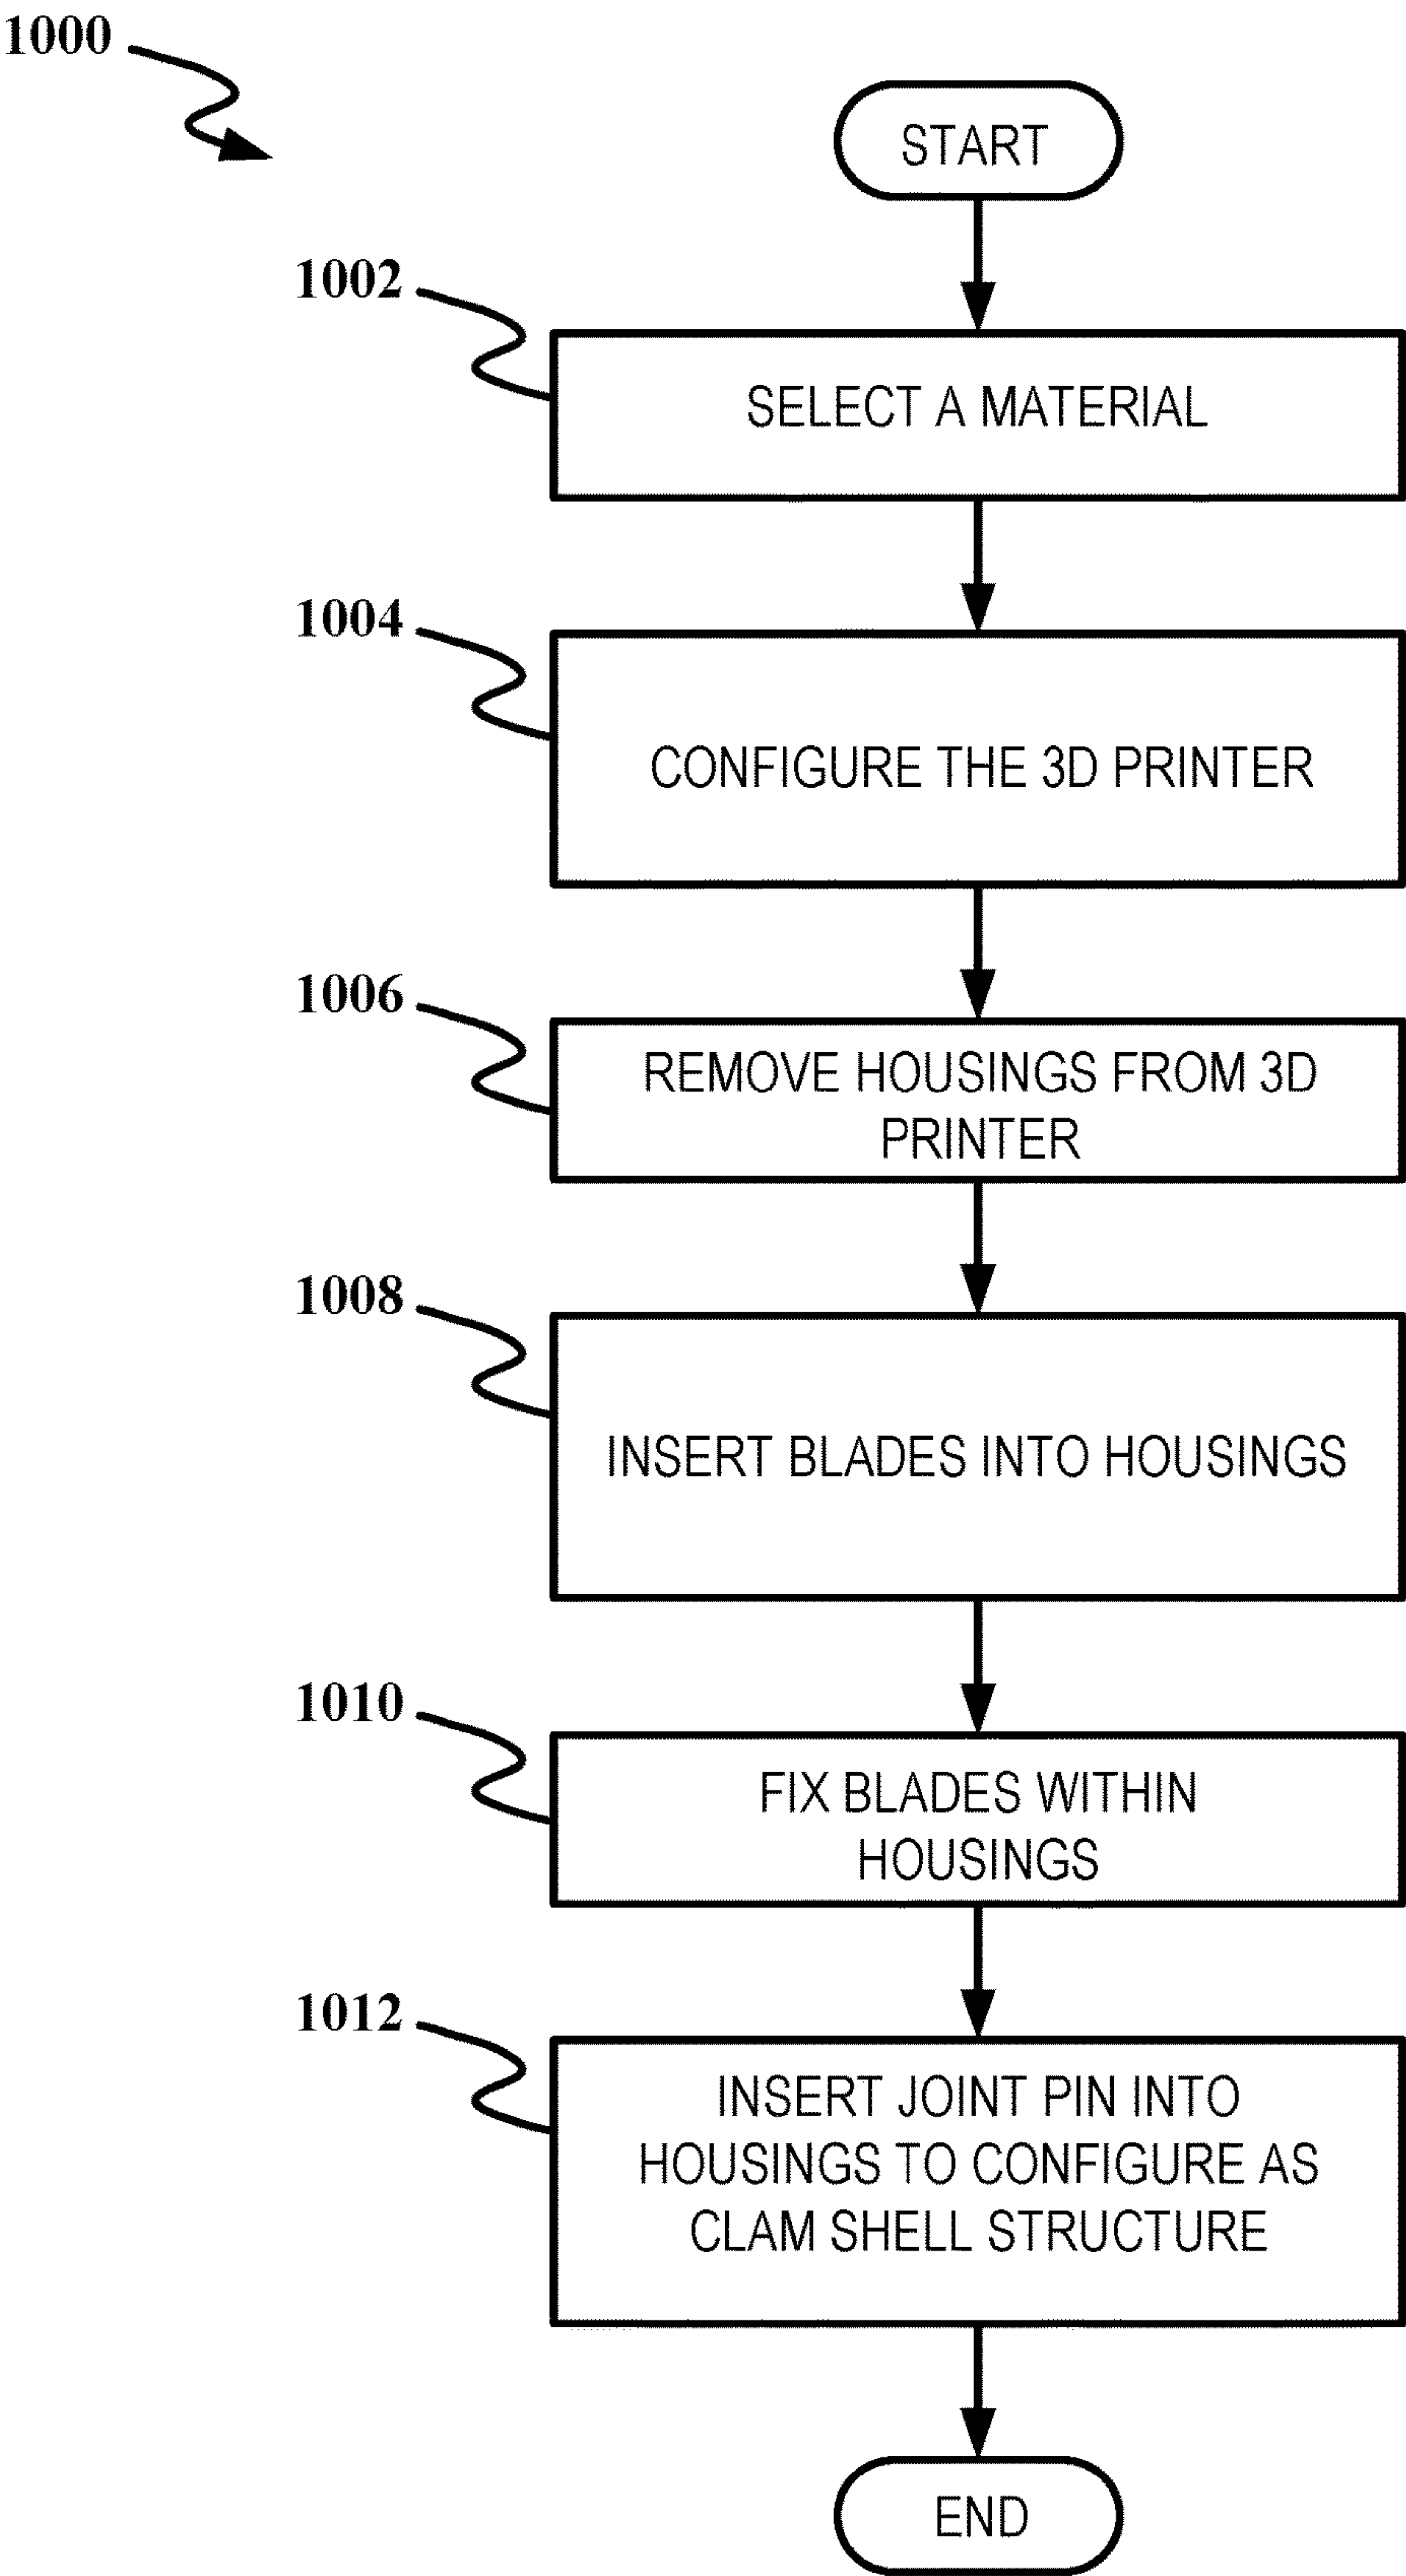 1000
START
1002
SELECT A MATERIAL
1004
CONFIGURE THE 3D PRINTER
1006
REMOVE HOUSINGS FROM 3D
PRINTER
1008
INSERT BLADES INTO HOUSINGS
1010
FIX BLADES WITHIN
HOUSINGS
1012
INSERT JOINT PIN INTO
HOUSINGS TO CONFIGURE AS
CLAM SHELL STRUCTURE
END